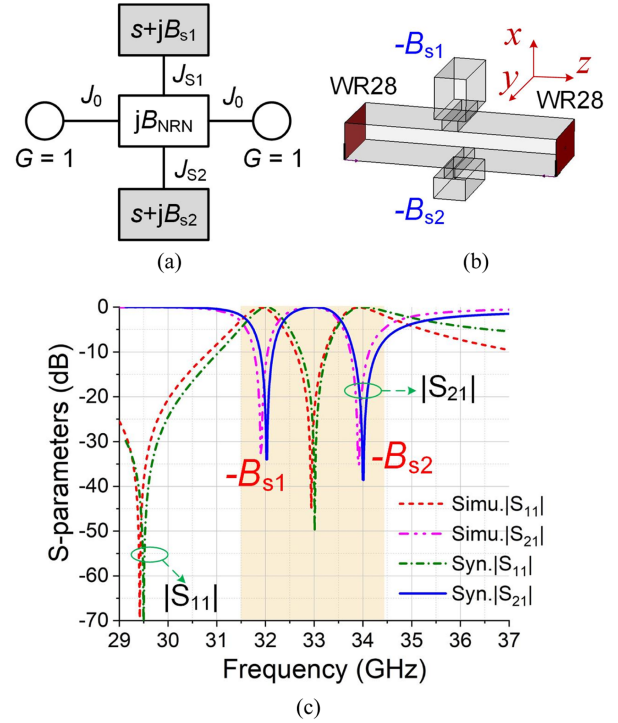 s+jBs1
JS1
J0 jBNRN J0
G = 1 G = 1
JS2
s+jBs2
(a)
-Bs1
x
y z
WR28 WR28
-Bs2
(b)
S-parameters (dB)
0
-10
-20
-30
-40
-50
-60
-70
|S21|
-Bs1 -Bs2
Simu.|S11|
Simu.|S21|
Syn.|S11|
Syn.|S21|
|S11|
29 30 31 32 33 34 35 36 37
Frequency (GHz)
(c)